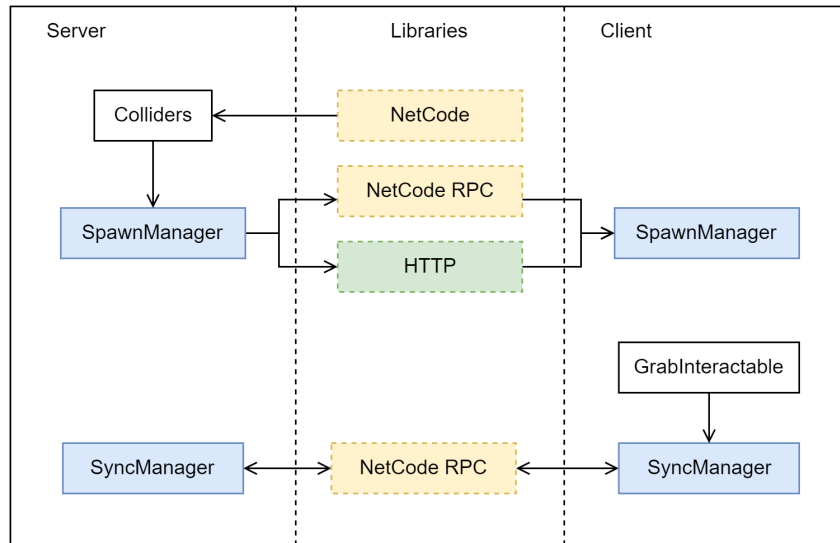 Server
Libraries
Client
Colliders
NetCode
NetCode RPC
SpawnManager
SpawnManager
HTTP
GrabInteractable
SyncManager
NetCode RPC
SyncManager